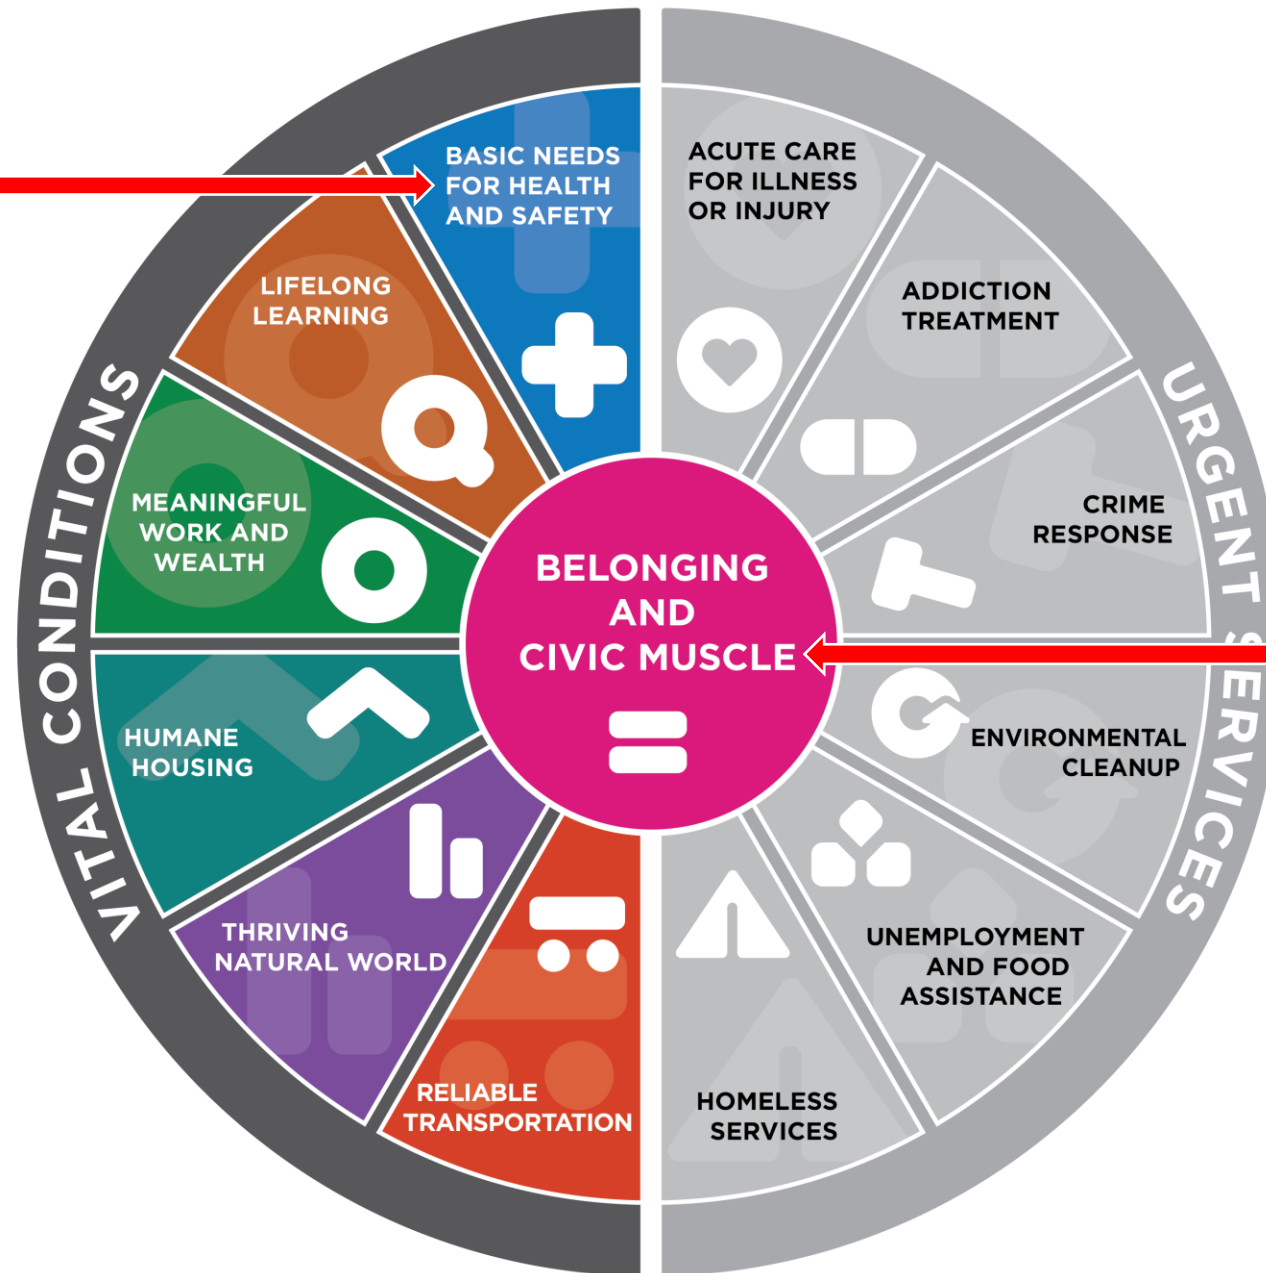 VITAL CONDITIONS
BASIC NEEDS
FOR HEALTH
AND SAFETY
LIFELONG
LEARNING
MEANINGFUL
WORK AND
WEALTH
HUMANE
HOUSING
THRIVING
NATURAL WORLD
RELIABLE
TRANSPORTATION
BELONGING
AND
CIVIC MUSCLE
URGENT SERVICES
ACUTE CARE
FOR ILLNESS
OR INJURY
ADDICTION
TREATMENT
CRIME
RESPONSE
ENVIRONMENTAL
CLEANUP
UNEMPLOYMENT
AND FOOD
ASSISTANCE
HOMELESS
SERVICES